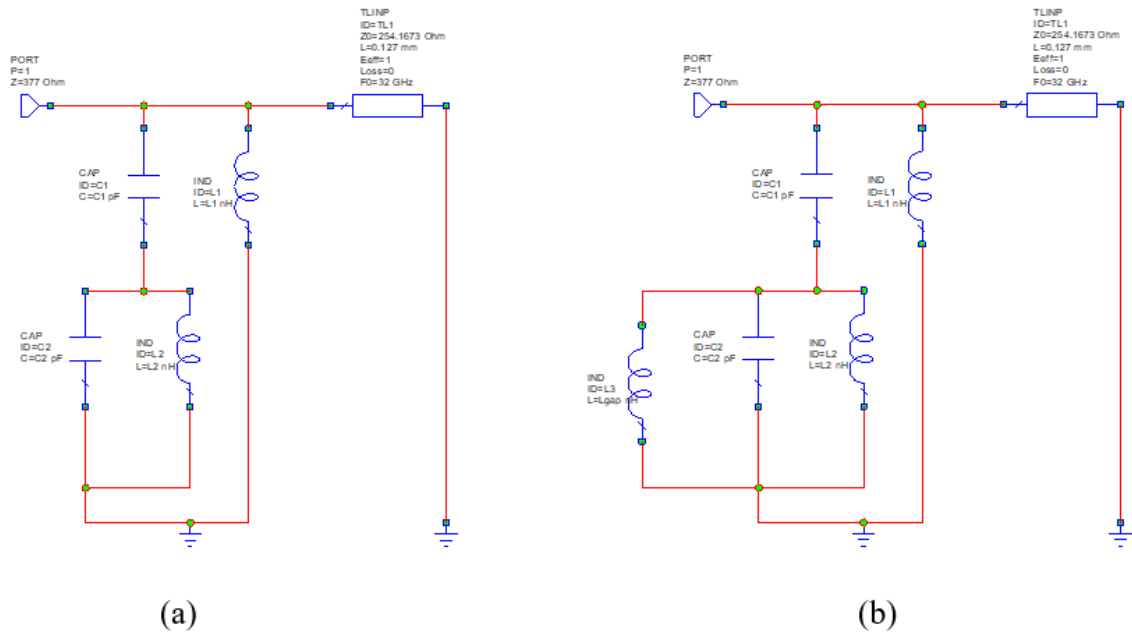 TLINP
ID=TL1
Z0=254.1673 Ohm
L=0.127 mm
Eeff=1
Loss=0
F0=32 GHz
PORT
P=1
Z=377 Ohm
CAP
ID=C1
C=C1 pF
IND
ID=L1
L=L1 nH
CAP
ID=C2
C=C2 pF
IND
ID=L2
L=L2 nH
(a)
TLINP
ID=TL1
Z0=254.1673 Ohm
L=0.127 mm
Eeff=1
Loss=0
F0=32 GHz
PORT
P=1
Z=377 Ohm
CAP
ID=C1
C=C1 pF
IND
ID=L1
L=L1 nH
CAP
ID=C2
C=C2 pF
IND
ID=L2
L=L2 nH
IND
ID=L3
L=Lgap nH
(b)